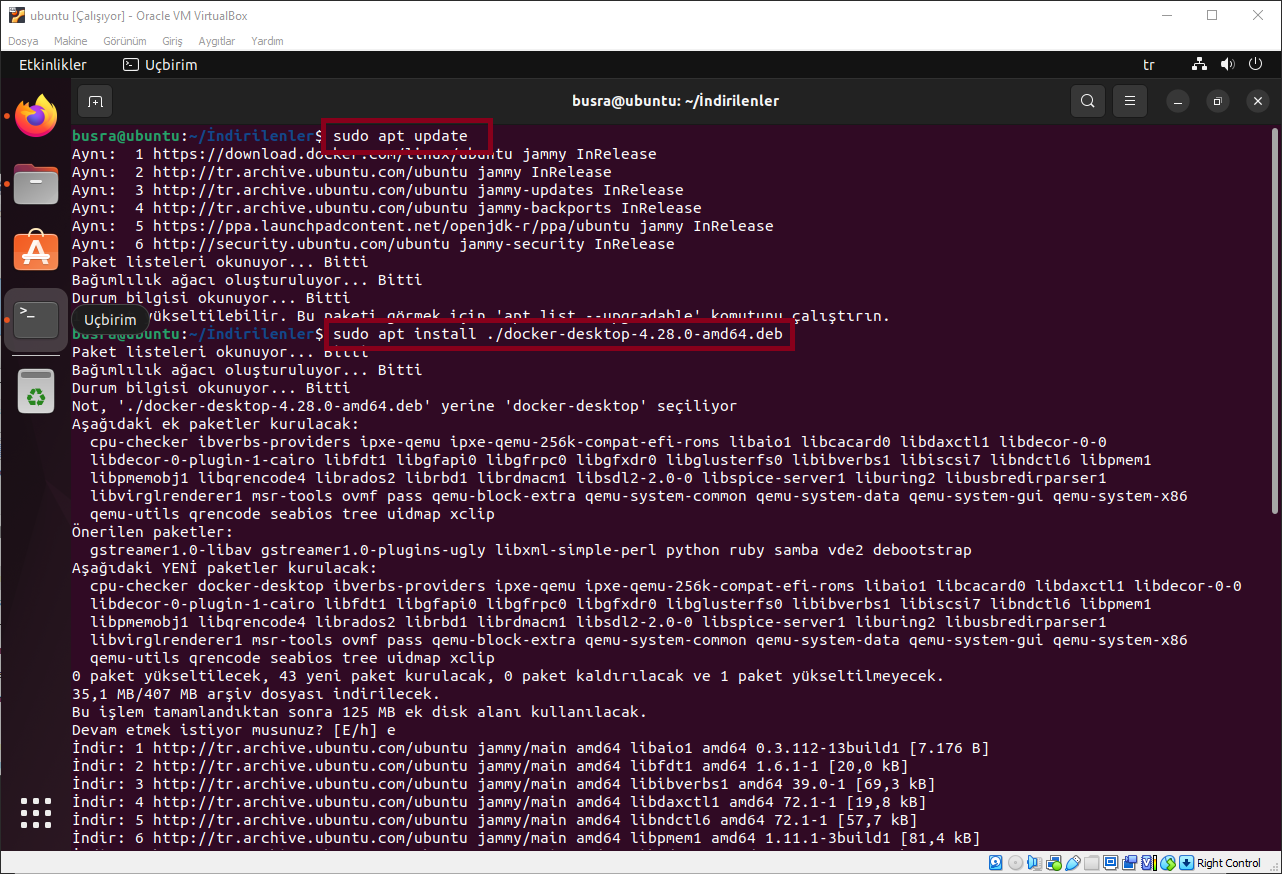 ubuntu [Çalışıyor] - Oracle VM VirtualBox
Dosya Makine Görünüm Giriş Aygıtlar Yardım
Etkinlikler Uçbirim tr
busra@ubuntu: ~/İndirilenler
busra@ubuntu:~/İndirilenler$ sudo apt update
Aynı: 1 https://download.docker.com/linux/ubuntu jammy InRelease
Aynı: 2 http://tr.archive.ubuntu.com/ubuntu jammy InRelease
Aynı: 3 http://tr.archive.ubuntu.com/ubuntu jammy-updates InRelease
Aynı: 4 http://tr.archive.ubuntu.com/ubuntu jammy-backports InRelease
Aynı: 5 https://ppa.launchpadcontent.net/openjdk-r/ppa/ubuntu jammy InRelease
Aynı: 6 http://security.ubuntu.com/ubuntu jammy-security InRelease
Paket listeleri okunuyor... Bitti
Bağımlılık ağacı oluşturuluyor... Bitti
Durum bilgisi okunuyor... Bitti
yükseltilebilir. Bu paketi görmek için 'apt list --upgradable' komutunu çalıştırın.
Uçbirim
busra@ubuntu:~/İndirilenler$ sudo apt install ./docker-desktop-4.28.0-amd64.deb
Paket listeleri okunuyor... Bitti
Bağımlılık ağacı oluşturuluyor... Bitti
Durum bilgisi okunuyor... Bitti
Not, './docker-desktop-4.28.0-amd64.deb' yerine 'docker-desktop' seçiliyor
Aşağıdaki ek paketler kurulacak:
cpu-checker ibverbs-providers ipxe-qemu ipxe-qemu-256k-compat-efi-roms libaio1 libcacard0 libdaxctl1 libdecor-0-0
libdecor-0-plugin-1-cairo libfdt1 libgfapi0 libgfrpc0 libgfxdr0 libglusterfs0 libibverbs1 libiscsi7 libndctl6 libpmem1
libpmemobj1 libqrencode4 librados2 librbd1 librdmacm1 libsdl2-2.0-0 libspice-server1 liburing2 libusbredirparser1
libvirglrenderer1 msr-tools ovmf pass qemu-block-extra qemu-system-common qemu-system-data qemu-system-gui qemu-system-x86
qemu-utils qrencode seabios tree uidmap xclip
Önerilen paketler:
gstreamer1.0-libav gstreamer1.0-plugins-ugly libxml-simple-perl python ruby samba vde2 debootstrap
Aşağıdaki YENİ paketler kurulacak:
cpu-checker docker-desktop ibverbs-providers ipxe-qemu ipxe-qemu-256k-compat-efi-roms libaio1 libcacard0 libdaxctl1 libdecor-0-0
libdecor-0-plugin-1-cairo libfdt1 libgfapi0 libgfrpc0 libgfxdr0 libglusterfs0 libibverbs1 libiscsi7 libndctl6 libpmem1
libpmemobj1 libqrencode4 librados2 librbd1 librdmacm1 libsdl2-2.0-0 libspice-server1 liburing2 libusbredirparser1
libvirglrenderer1 msr-tools ovmf pass qemu-block-extra qemu-system-common qemu-system-data qemu-system-gui qemu-system-x86
qemu-utils qrencode seabios tree uidmap xclip
0 paket yükseltilecek, 43 yeni paket kurulacak, 0 paket kaldırılacak ve 1 paket yükseltilmeyecek.
35,1 MB/407 MB arşiv dosyası indirilecek.
Bu işlem tamamlandıktan sonra 125 MB ek disk alanı kullanılacak.
Devam etmek istiyor musunuz? [E/h] e
İndir: 1 http://tr.archive.ubuntu.com/ubuntu jammy/main amd64 libaio1 amd64 0.3.112-13build1 [7.176 B]
İndir: 2 http://tr.archive.ubuntu.com/ubuntu jammy/main amd64 libfdt1 amd64 1.6.1-1 [20,0 kB]
İndir: 3 http://tr.archive.ubuntu.com/ubuntu jammy/main amd64 libibverbs1 amd64 39.0-1 [69,3 kB]
İndir: 4 http://tr.archive.ubuntu.com/ubuntu jammy/main amd64 libdaxctl1 amd64 72.1-1 [19,8 kB]
İndir: 5 http://tr.archive.ubuntu.com/ubuntu jammy/main amd64 libndctl6 amd64 72.1-1 [57,7 kB]
İndir: 6 http://tr.archive.ubuntu.com/ubuntu jammy/main amd64 libpmem1 amd64 1.11.1-3build1 [81,4 kB]
Right Control